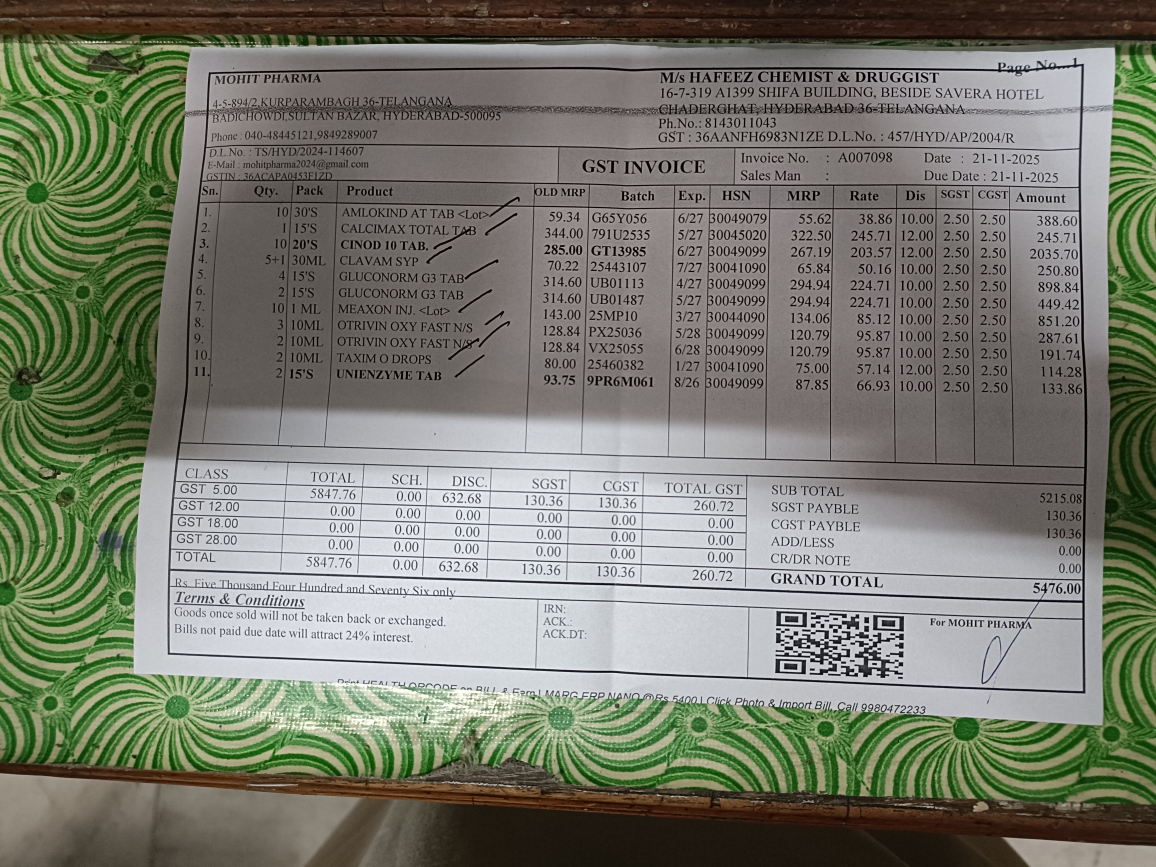 Page No...1
MOHIT PHARMA
4-5-894/2,KURPARAMBAGH 36-TELANGANA
BADICHOWDI,SULTAN BAZAR, HYDERABAD-500095
Phone : 040-48445121,9849289007
D.L.No. : TS/HYD/2024-114607
E-Mail : mohitpharma2024@gmail.com
GSTIN : 36ACAPA0453F1ZD
M/s HAFEEZ CHEMIST & DRUGGIST
16-7-319 A1399 SHIFA BUILDING, BESIDE SAVERA HOTEL
CHADERGHAT, HYDERABAD 36-TELANGANA
Ph.No.: 8143011043
GST : 36AANFH6983N1ZE D.L.No. : 457/HYD/AP/2004/R
GST INVOICE
Invoice No. : A007098 Date : 21-11-2025
Sales Man : Due Date : 21-11-2025
Sn. Qty. Pack Product OLD MRP Batch Exp. HSN MRP Rate Dis SGST CGST Amount
1. 10 30'S AMLOKIND AT TAB <Lot> 59.34 G65Y056 6/27 30049079 55.62 38.86 10.00 2.50 2.50 388.60
2. 1 15'S CALCIMAX TOTAL TAB 344.00 791U2535 5/27 30045020 322.50 245.71 12.00 2.50 2.50 245.71
3. 10 20'S CINOD 10 TAB. 285.00 GT13985 6/27 30049099 267.19 203.57 12.00 2.50 2.50 2035.70
4. 5+1 30ML CLAVAM SYP 70.22 25443107 7/27 30041090 65.84 50.16 10.00 2.50 2.50 250.80
5. 4 15'S GLUCONORM G3 TAB 314.60 UB01113 4/27 30049099 294.94 224.71 10.00 2.50 2.50 898.84
6. 2 15'S GLUCONORM G3 TAB 314.60 UB01487 5/27 30049099 294.94 224.71 10.00 2.50 2.50 449.42
7. 10 1 ML MEAXON INJ. <Lot> 143.00 25MP10 3/27 30044090 134.06 85.12 10.00 2.50 2.50 851.20
8. 3 10ML OTRIVIN OXY FAST N/S 128.84 PX25036 5/28 30049099 120.79 95.87 10.00 2.50 2.50 287.61
9. 2 10ML OTRIVIN OXY FAST N/S 128.84 VX25055 6/28 30049099 120.79 95.87 10.00 2.50 2.50 191.74
10. 2 10ML TAXIM O DROPS 80.00 25460382 1/27 30041090 75.00 57.14 12.00 2.50 2.50 114.28
11. 2 15'S UNIENZYME TAB 93.75 9PR6M061 8/26 30049099 87.85 66.93 10.00 2.50 2.50 133.86
CLASS TOTAL SCH. DISC. SGST CGST TOTAL GST
GST 5.00 5847.76 0.00 632.68 130.36 130.36 260.72
GST 12.00 0.00 0.00 0.00 0.00 0.00 0.00
GST 18.00 0.00 0.00 0.00 0.00 0.00 0.00
GST 28.00 0.00 0.00 0.00 0.00 0.00 0.00
TOTAL 5847.76 0.00 632.68 130.36 130.36 260.72
SUB TOTAL 5215.08
SGST PAYBLE 130.36
CGST PAYBLE 130.36
ADD/LESS 0.00
CR/DR NOTE 0.00
GRAND TOTAL 5476.00
Rs. Five Thousand Four Hundred and Seventy Six only
Terms & Conditions
Goods once sold will not be taken back or exchanged.
Bills not paid due date will attract 24% interest.
IRN:
ACK.:
ACK.DT:
For MOHIT PHARMA
Print HEALTH QRCODE on BILL & Earn | MARG ERP NANO @Rs.5400 | Click Photo & Import Bill, Call 9980472233